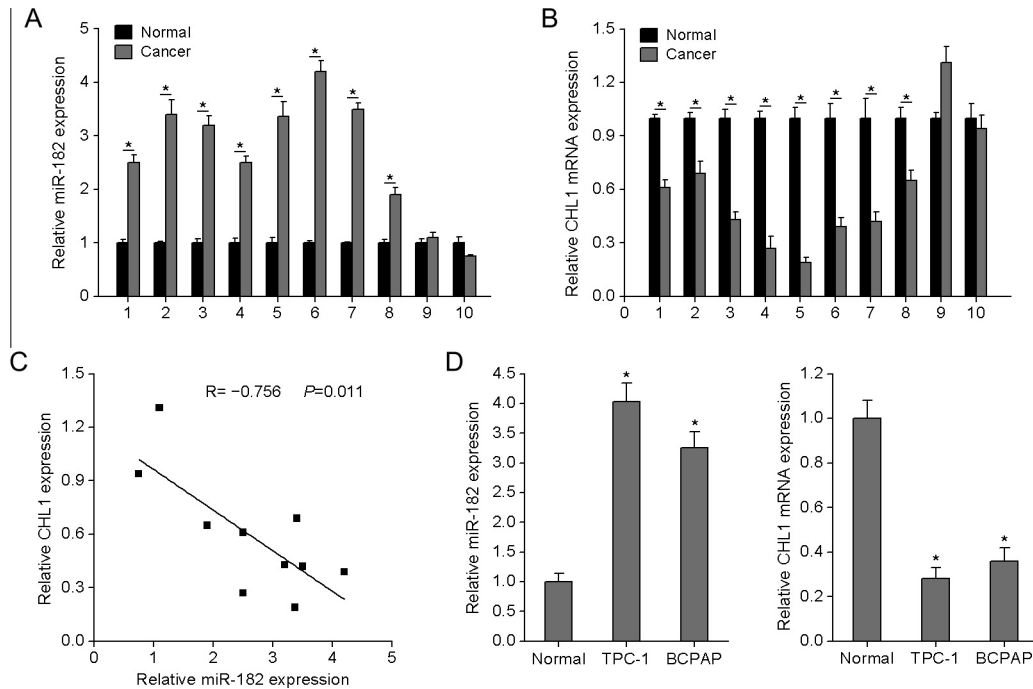 A
Normal
Cancer
Relative miR-182 expression
5
4
3
2
1
0
* * * * * * * *
1 2 3 4 5 6 7 8 9 10
B
Normal
Cancer
Relative CHL1 mRNA expression
1.5
1.2
0.9
0.6
0.3
0.0
* * * * * * * *
0 1 2 3 4 5 6 7 8 9 10
C
R= −0.756 P=0.011
Relative CHL1 expression
1.5
1.2
0.9
0.6
0.3
0.0
0 1 2 3 4 5
Relative miR-182 expression
D
Relative miR-182 expression
4.5
4.0
3.5
3.0
2.5
2.0
1.5
1.0
0.5
0.0
* *
Normal TPC-1 BCPAP
Relative CHL1 mRNA expression
1.2
1.0
0.8
0.6
0.4
0.2
0.0
* *
Normal TPC-1 BCPAP